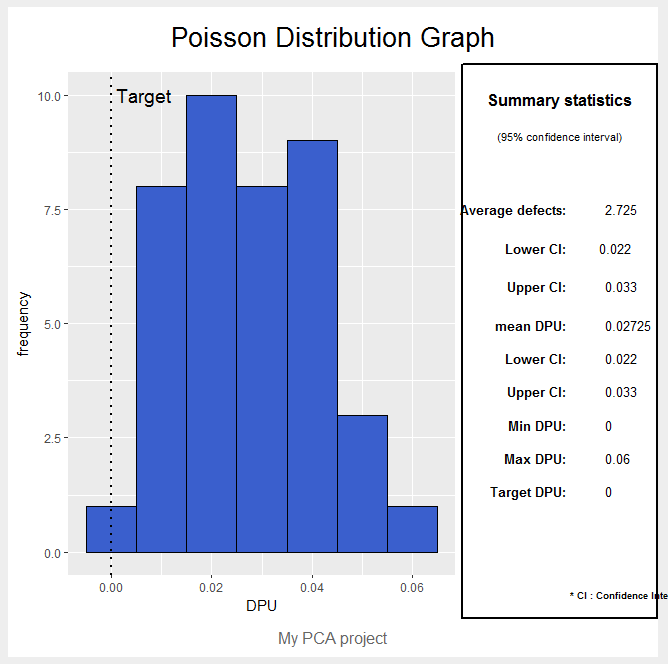 Poisson Distribution Graph
Target
10.0
7.5
5.0
2.5
0.0
frequency
0.00 0.02 0.04 0.06
DPU
Summary statistics
(95% confidence interval)
Average defects: 2.725
Lower CI: 0.022
Upper CI: 0.033
mean DPU: 0.02725
Lower CI: 0.022
Upper CI: 0.033
Min DPU: 0
Max DPU: 0.06
Target DPU: 0
* CI : Confidence Inte
My PCA project